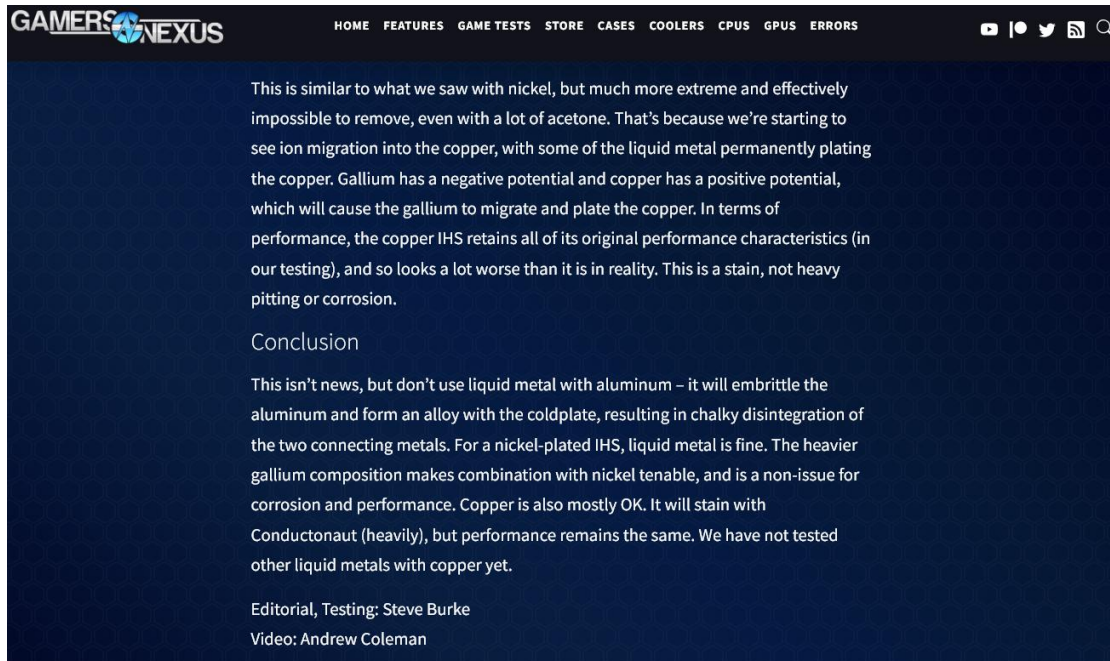 GAMERS NEXUS
HOME FEATURES GAME TESTS STORE CASES COOLERS CPUS GPUS ERRORS
This is similar to what we saw with nickel, but much more extreme and effectively
impossible to remove, even with a lot of acetone. That’s because we’re starting to
see ion migration into the copper, with some of the liquid metal permanently plating
the copper. Gallium has a negative potential and copper has a positive potential,
which will cause the gallium to migrate and plate the copper. In terms of
performance, the copper IHS retains all of its original performance characteristics (in
our testing), and so looks a lot worse than it is in reality. This is a stain, not heavy
pitting or corrosion.
Conclusion
This isn’t news, but don’t use liquid metal with aluminum – it will embrittle the
aluminum and form an alloy with the coldplate, resulting in chalky disintegration of
the two connecting metals. For a nickel-plated IHS, liquid metal is fine. The heavier
gallium composition makes combination with nickel tenable, and is a non-issue for
corrosion and performance. Copper is also mostly OK. It will stain with
Conductonaut (heavily), but performance remains the same. We have not tested
other liquid metals with copper yet.
Editorial, Testing: Steve Burke
Video: Andrew Coleman